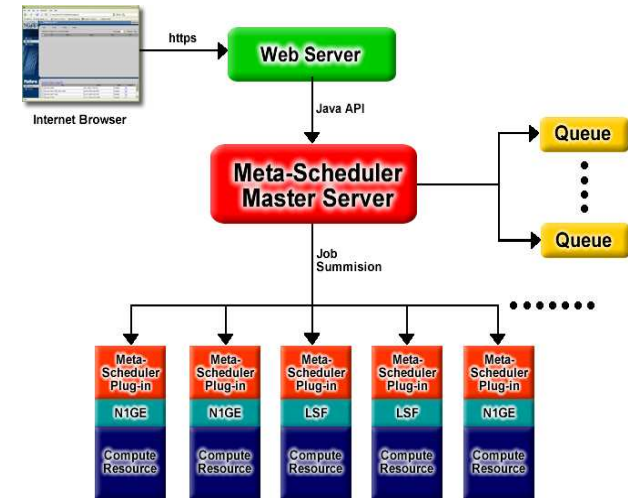 https
Web Server
Internet Browser
Java API
Queue
Meta-Scheduler
Master Server
Queue
Job
Summision
Meta-
Scheduler
Plug-in
Meta-
Scheduler
Plug-in
Meta-
Scheduler
Plug-in
Meta-
Scheduler
Plug-in
Meta-
Scheduler
Plug-in
N1GE
N1GE
LSF
LSF
N1GE
Compute
Resource
Compute
Resource
Compute
Resource
Compute
Resource
Compute
Resource